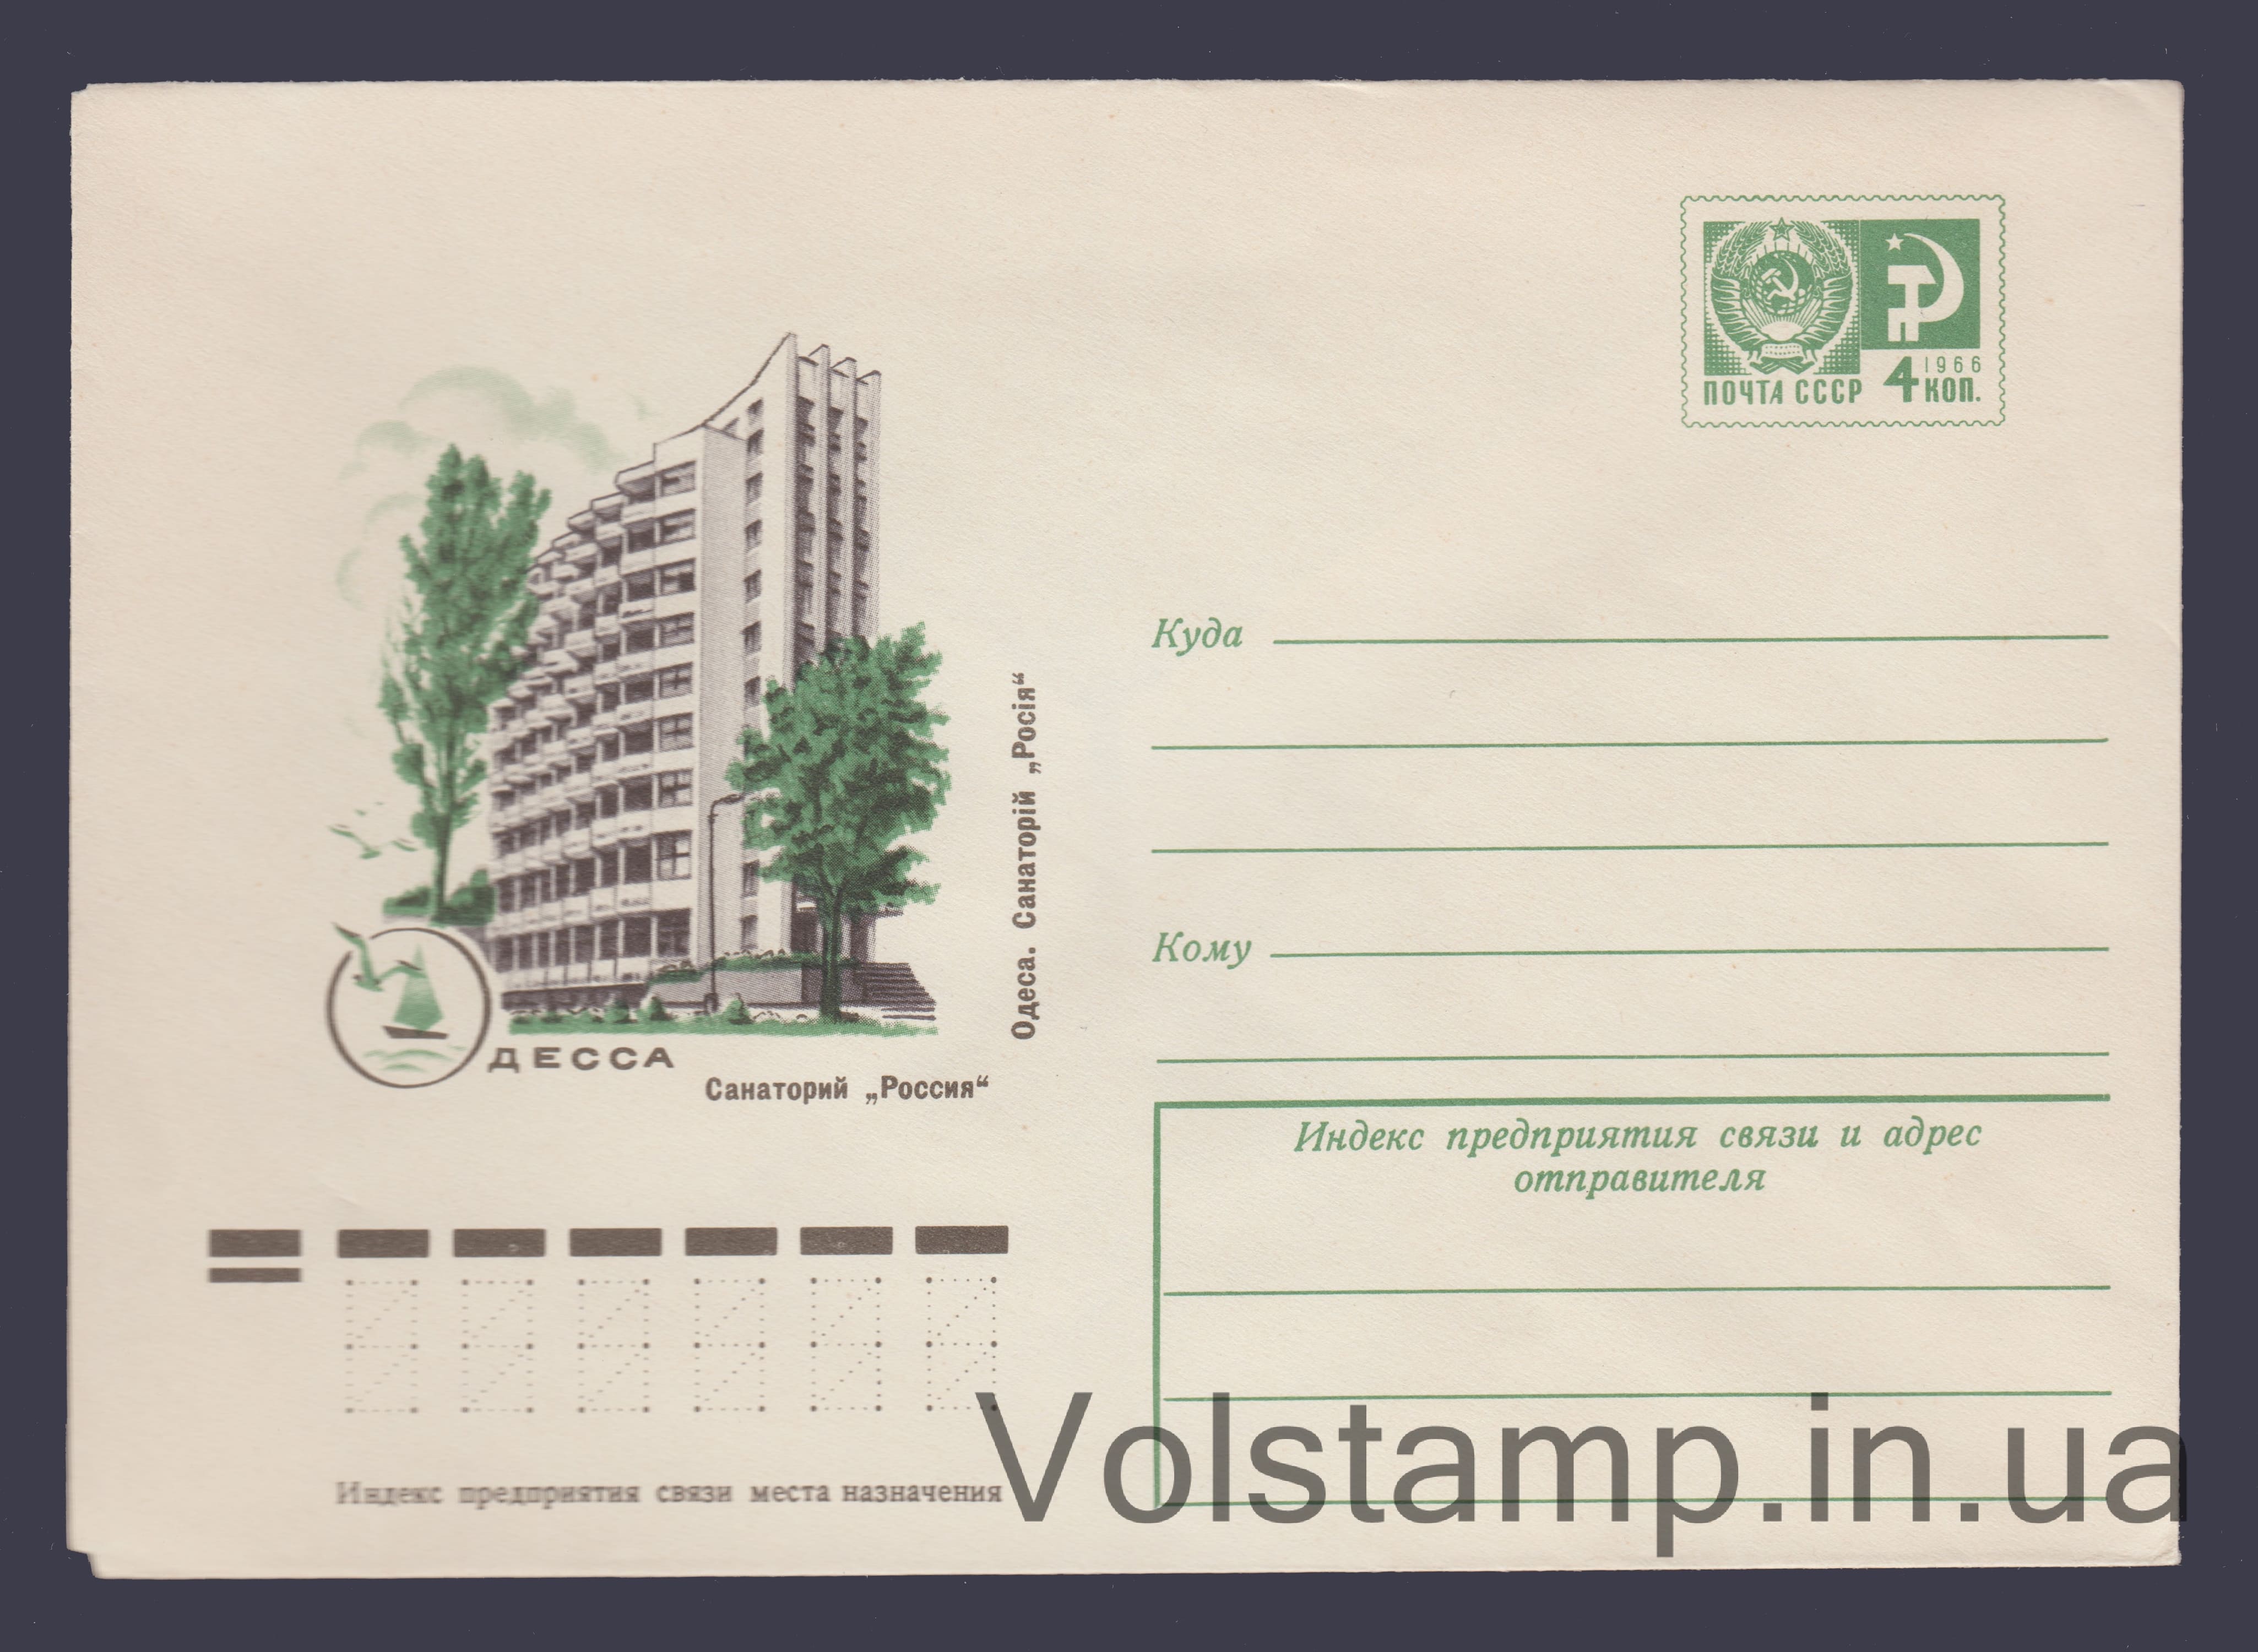 1966
ПОЧТА СССР 4 КОП.
Куда
Одеса. Санаторій „Росія“
Кому
ОДЕССА
Санаторий „Россия“
Индекс предприятия связи и адрес
отправителя
Индекс предприятия связи места назначения
Volstamp.in.ua